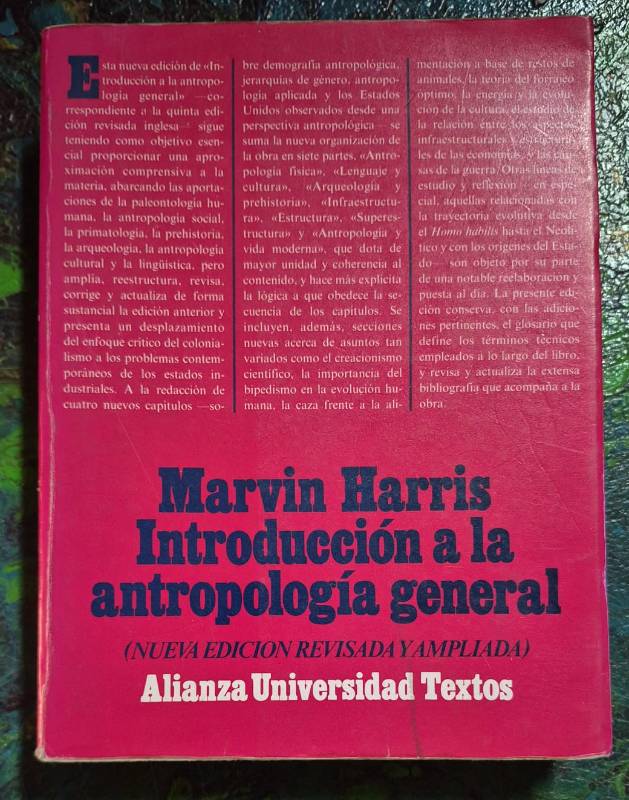 Esta nueva edición de «In-
troducción a la antropo-
logía general» —co-
rrespondiente a la quinta edi-
ción revisada inglesa— sigue
teniendo como objetivo esen-
cial proporcionar una apro-
ximación comprensiva a la
materia, abarcando las aporta-
ciones de la paleontología hu-
mana, la antropología social,
la primatología, la prehistoria,
la arqueología, la antropología
cultural y la lingüística, pero
amplía, reestructura, revisa,
corrige y actualiza de forma
sustancial la edición anterior y
presenta un desplazamiento
del enfoque crítico del colonia-
lismo a los problemas contem-
poráneos de los estados in-
dustriales. A la redacción de
cuatro nuevos capítulos —so-
bre demografía antropológica,
jerarquías de género, antropo-
logía aplicada y los Estados
Unidos observados desde una
perspectiva antropológica— se
suma la nueva organización de
la obra en siete partes, «Antro-
pología física», «Lenguaje y
cultura», «Arqueología y
prehistoria», «Infraestructu-
ra», «Estructura», «Superes-
tructura» y «Antropología y
vida moderna», que dota de
mayor unidad y coherencia al
contenido, y hace más explícita
la lógica a que obedece la se-
cuencia de los capítulos. Se
incluyen, además, secciones
nuevas acerca de asuntos tan
variados como el creacionismo
científico, la importancia del
bipedismo en la evolución hu-
mana, la caza frente a la ali-
mentación a base de restos de
animales, la teoría del forrajeo
óptimo, la energía y la evolu-
ción de la cultura, el estudio de
la relación entre los aspectos
infraestructurales y estructura-
les de las economías, y las cau-
sas de la guerra. Otras líneas de
estudio y reflexión —en espe-
cial, aquellas relacionadas con
la trayectoria evolutiva desde
el Homo habilis hasta el Neolí-
tico y con los orígenes del Esta-
do— son objeto por su parte
de una notable reelaboración y
puesta al día. La presente edi-
ción conserva, con las adicio-
nes pertinentes, el glosario que
define los términos técnicos
empleados a lo largo del libro,
y revisa y actualiza la extensa
bibliografía que acompaña a la
obra.
Marvin Harris
Introducción a la
antropología general
(NUEVA EDICION REVISADA Y AMPLIADA)
Alianza Universidad Textos